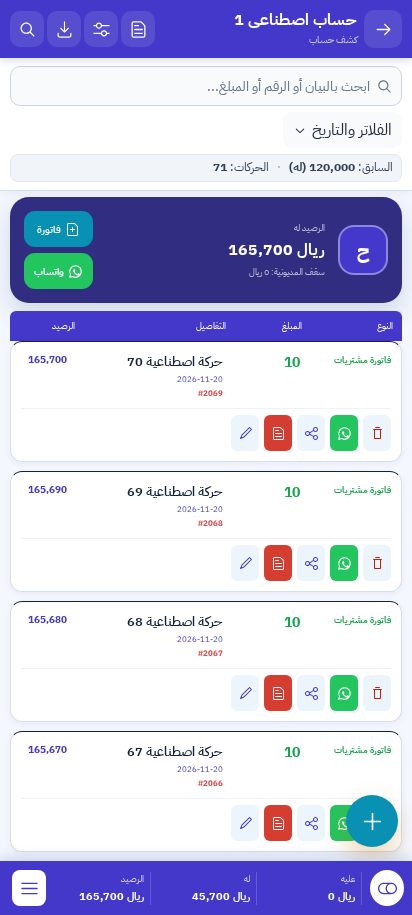 حساب اصطناعي 1
كشف حساب
ابحث بالبيان أو الرقم أو المبلغ...
الفلاتر والتاريخ
السابق: 120,000 (له) · الحركات: 71
ح
الرصيد له
165,700 ريال
سقف المديونية: 0 ريال
فاتورة
واتساب
النوع المبلغ التفاصيل الرصيد
فاتورة مشتريات 10 حركة اصطناعية 70 165,700
2026-11-20
#2069
فاتورة مشتريات 10 حركة اصطناعية 69 165,690
2026-11-20
#2068
فاتورة مشتريات 10 حركة اصطناعية 68 165,680
2026-11-20
#2067
فاتورة مشتريات 10 حركة اصطناعية 67 165,670
2026-11-20
#2066
عليه له الرصيد
0 ريال 45,700 ريال 165,700 ريال